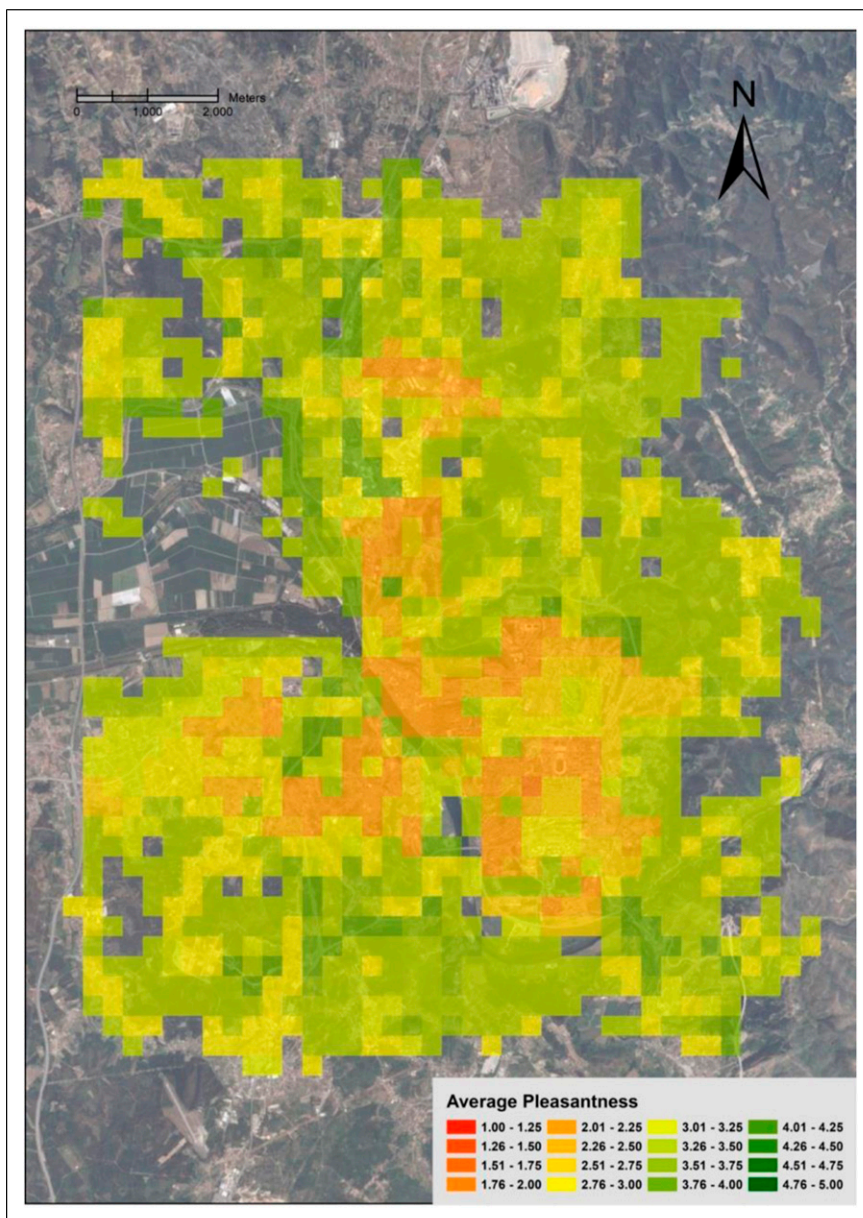 N
Meters
0 1,000 2,000
Average Pleasantness
1.00 - 1.25 2.01 - 2.25 3.01 - 3.25 4.01 - 4.25
1.26 - 1.50 2.26 - 2.50 3.26 - 3.50 4.26 - 4.50
1.51 - 1.75 2.51 - 2.75 3.51 - 3.75 4.51 - 4.75
1.76 - 2.00 2.76 - 3.00 3.76 - 4.00 4.76 - 5.00